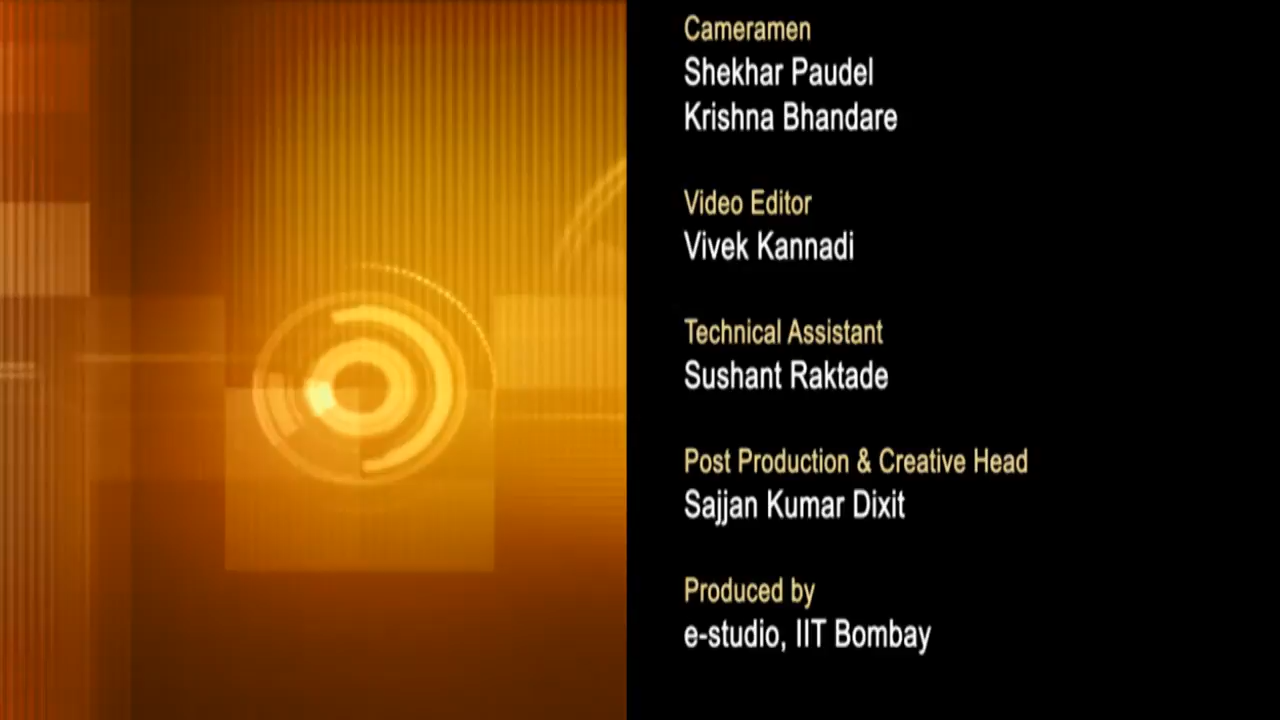 Cameramen
Shekhar Paudel
Krishna Bhandare
Video Editor
Vivek Kannadi
Technical Assistant
Sushant Raktade
Post Production & Creative Head
Sajjan Kumar Dixit
Produced by
e-studio, IIT Bombay